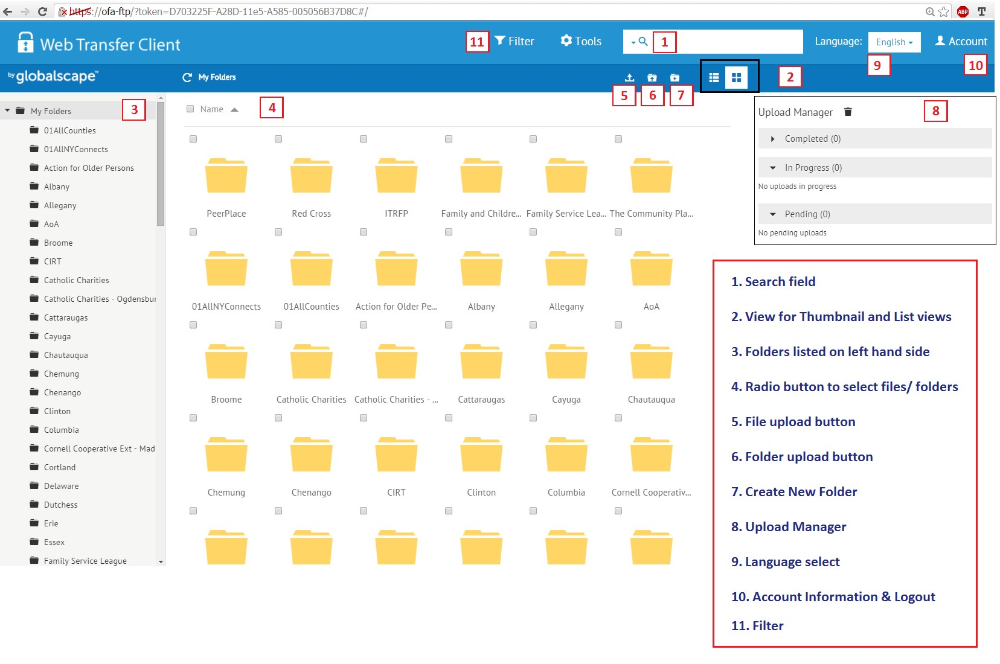 https://ofa-ftp/?token=D703225F-A28D-11e5-A585-005056B37D8C#/
ABP
T
Web Transfer Client
11
Filter
Tools
1
Language:
English
Account
9
10
by globalscape™
My Folders
2
5
6
7
My Folders
3
Name
4
Upload Manager
8
Completed (0)
In Progress (0)
No uploads in progress
Pending (0)
No pending uploads
01AllCounties
01AllNYConnects
Action for Older Persons
Albany
Allegany
AoA
Broome
CIRT
Catholic Charities
Catholic Charities - Ogdensbur
Cattaraugas
Cayuga
Chautauqua
Chemung
Chenango
Clinton
Columbia
Cornell Cooperative Ext - Mad
Cortland
Delaware
Dutchess
Erie
Essex
Family Service League
PeerPlace
Red Cross
ITRFP
Family and Childre...
Family Service Lea...
The Community Pla...
01AllNYConnects
01AllCounties
Action for Older Pe...
Albany
Allegany
AoA
Broome
Catholic Charities
Catholic Charities - ...
Cattaraugas
Cayuga
Chautauqua
Chemung
Chenango
CIRT
Clinton
Columbia
Cornell Cooperativ...
1. Search field
2. View for Thumbnail and List views
3. Folders listed on left hand side
4. Radio button to select files/ folders
5. File upload button
6. Folder upload button
7. Create New Folder
8. Upload Manager
9. Language select
10. Account Information & Logout
11. Filter